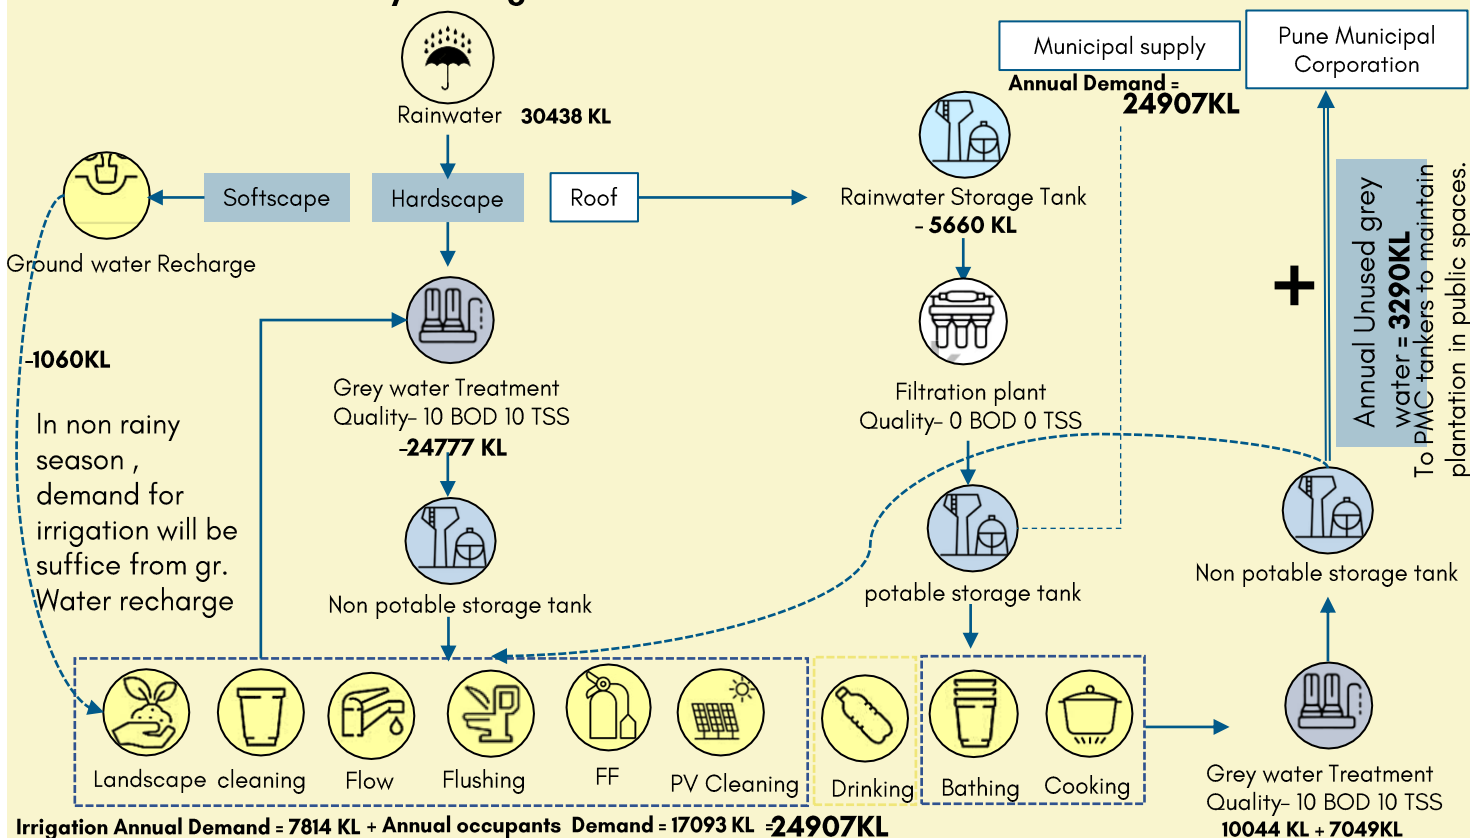 Rainwater 30438 KL
Municipal supply
Pune Municipal
Corporation
Annual Demand =
24907KL
Softscape
Hardscape
Roof
Ground water Recharge
Rainwater Storage Tank
- 5660 KL
-1060KL
In non rainy
season ,
demand for
irrigation will be
suffice from gr.
Water recharge
Grey water Treatment
Quality- 10 BOD 10 TSS
-24777 KL
Non potable storage tank
Filtration plant
Quality- 0 BOD 0 TSS
potable storage tank
+
Annual Unused grey
water = 3290KL
To PMC tankers to maintain
plantation in public spaces.
Non potable storage tank
Landscape
cleaning
Flow
Flushing
FF
PV Cleaning
Drinking
Bathing
Cooking
Grey water Treatment
Quality- 10 BOD 10 TSS
10044 KL + 7049KL
Irrigation Annual Demand = 7814 KL + Annual occupants Demand = 17093 KL =24907KL